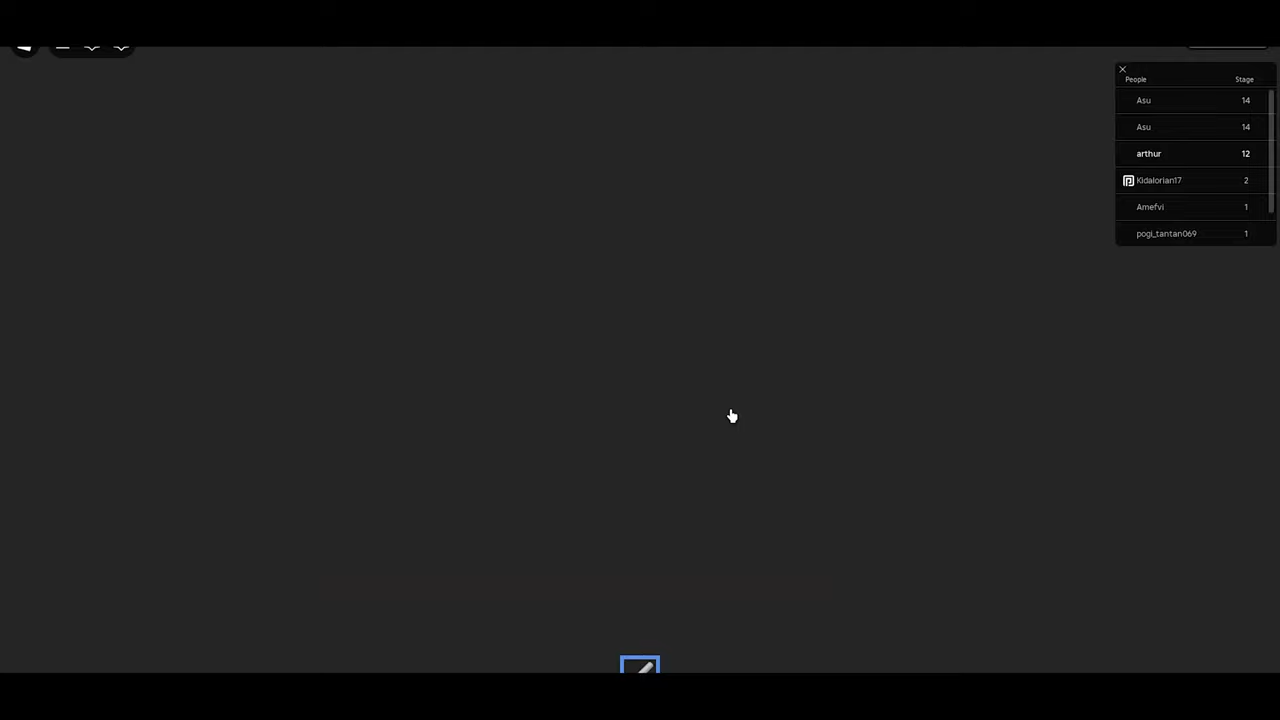 People Stage
Asu 14
Asu 14
arthur 12
Kidalorian17 2
Amefvi 1
pogi_tantan069 1